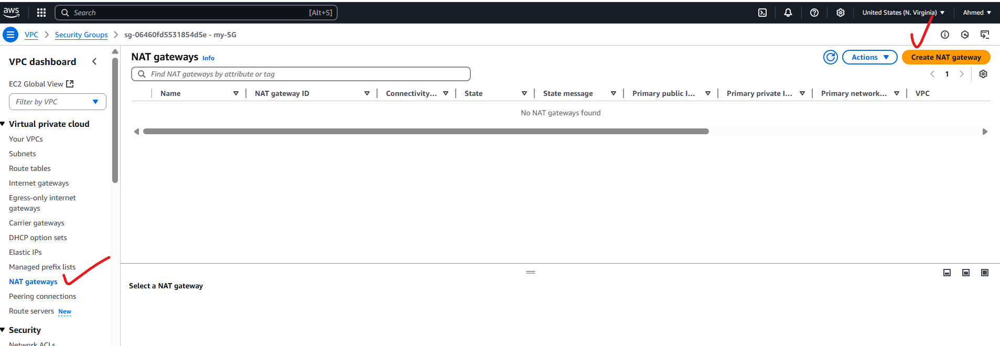 aws
Search [Alt+S] United States (N. Virginia) Ahmed
VPC Security Groups sg-06460fd5531854d5e - my-SG
VPC dashboard
EC2 Global View
Filter by VPC
Virtual private cloud
Your VPCs
Subnets
Route tables
Internet gateways
Egress-only internet
gateways
Carrier gateways
DHCP option sets
Elastic IPs
Managed prefix lists
NAT gateways
Peering connections
Route servers New
Security
Network ACLs
NAT gateways Info
Actions Create NAT gateway
Find NAT gateways by attribute or tag
1
Name NAT gateway ID Connectivity... State State message Primary public I... Primary private I... Primary network... VPC
No NAT gateways found
Select a NAT gateway